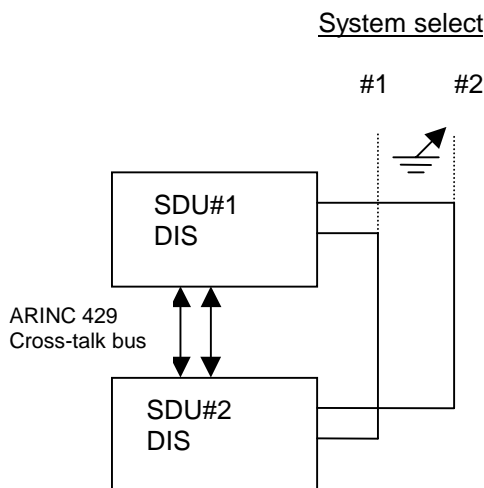 System select
#1 #2
SDU#1
DIS
ARINC 429
Cross-talk bus
SDU#2
DIS